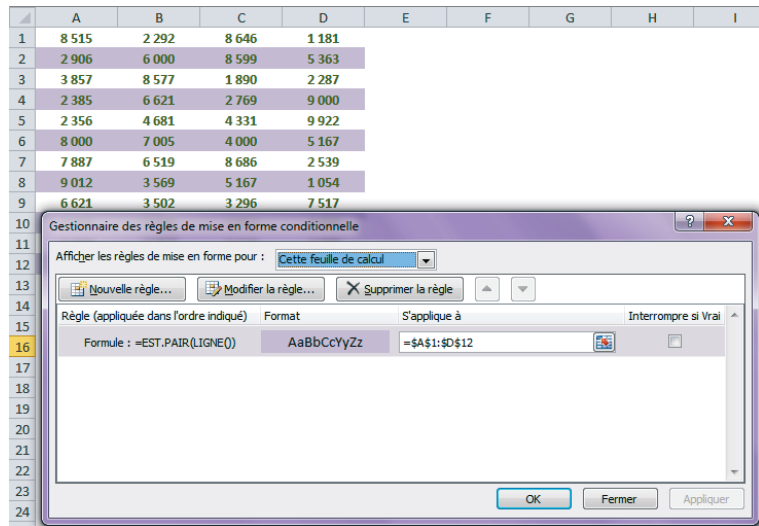 A B C D E F G H I
1 8 515 2 292 8 646 1 181
2 2 906 6 000 8 599 5 363
3 3 857 8 577 1 890 2 287
4 2 385 6 621 2 769 9 000
5 2 356 4 681 4 331 9 922
6 8 000 7 005 4 000 5 167
7 7 887 6 519 8 686 2 539
8 9 012 3 569 5 167 1 054
9 6 621 3 502 3 296 7 517
10
11
12
13
14
15
16
17
18
19
20
21
22
23
24
Gestionnaire des règles de mise en forme conditionnelle
Afficher les règles de mise en forme pour : Cette feuille de calcul
Nouvelle règle... Modifier la règle... Supprimer la règle
Règle (appliquée dans l'ordre indiqué) Format S'applique à Interrompre si Vrai
Formule : =EST.PAIR(LIGNE()) AaBbCcYyZz =$A$1:$D$12
OK Fermer Appliquer